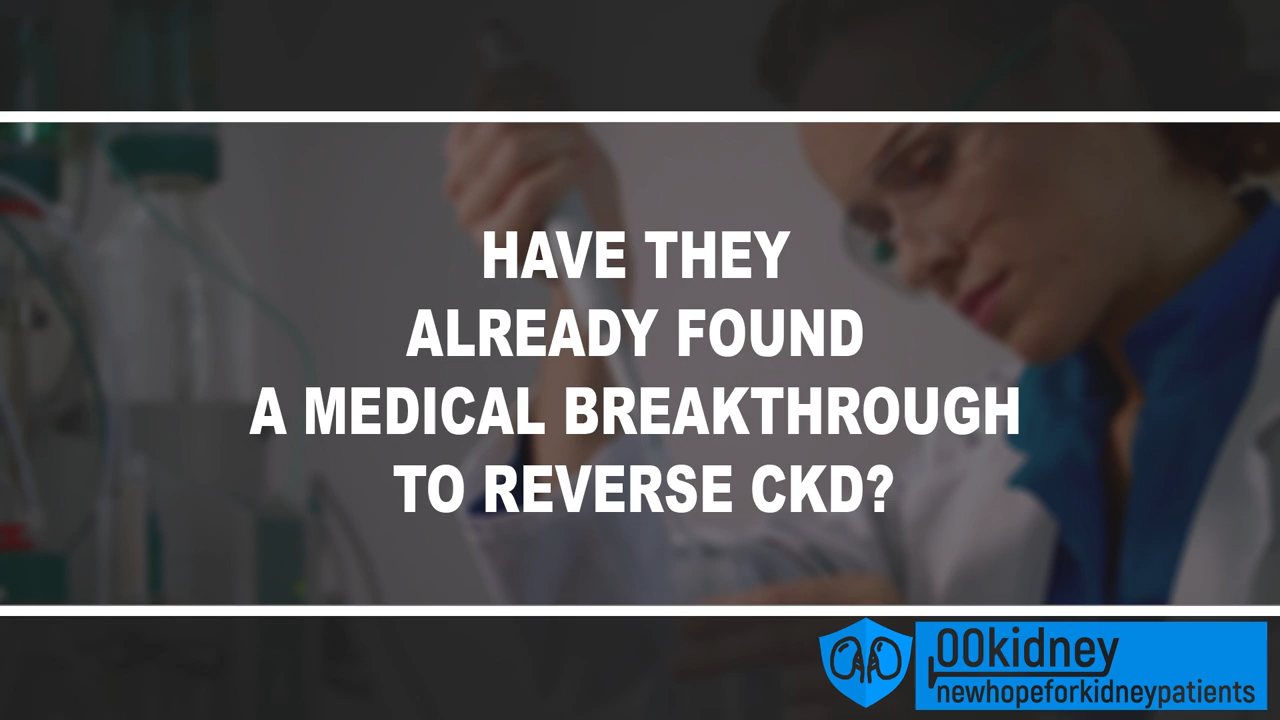 HAVE THEY
ALREADY FOUND
A MEDICAL BREAKTHROUGH
TO REVERSE CKD?
00kidney
newhopeforkidneypatients